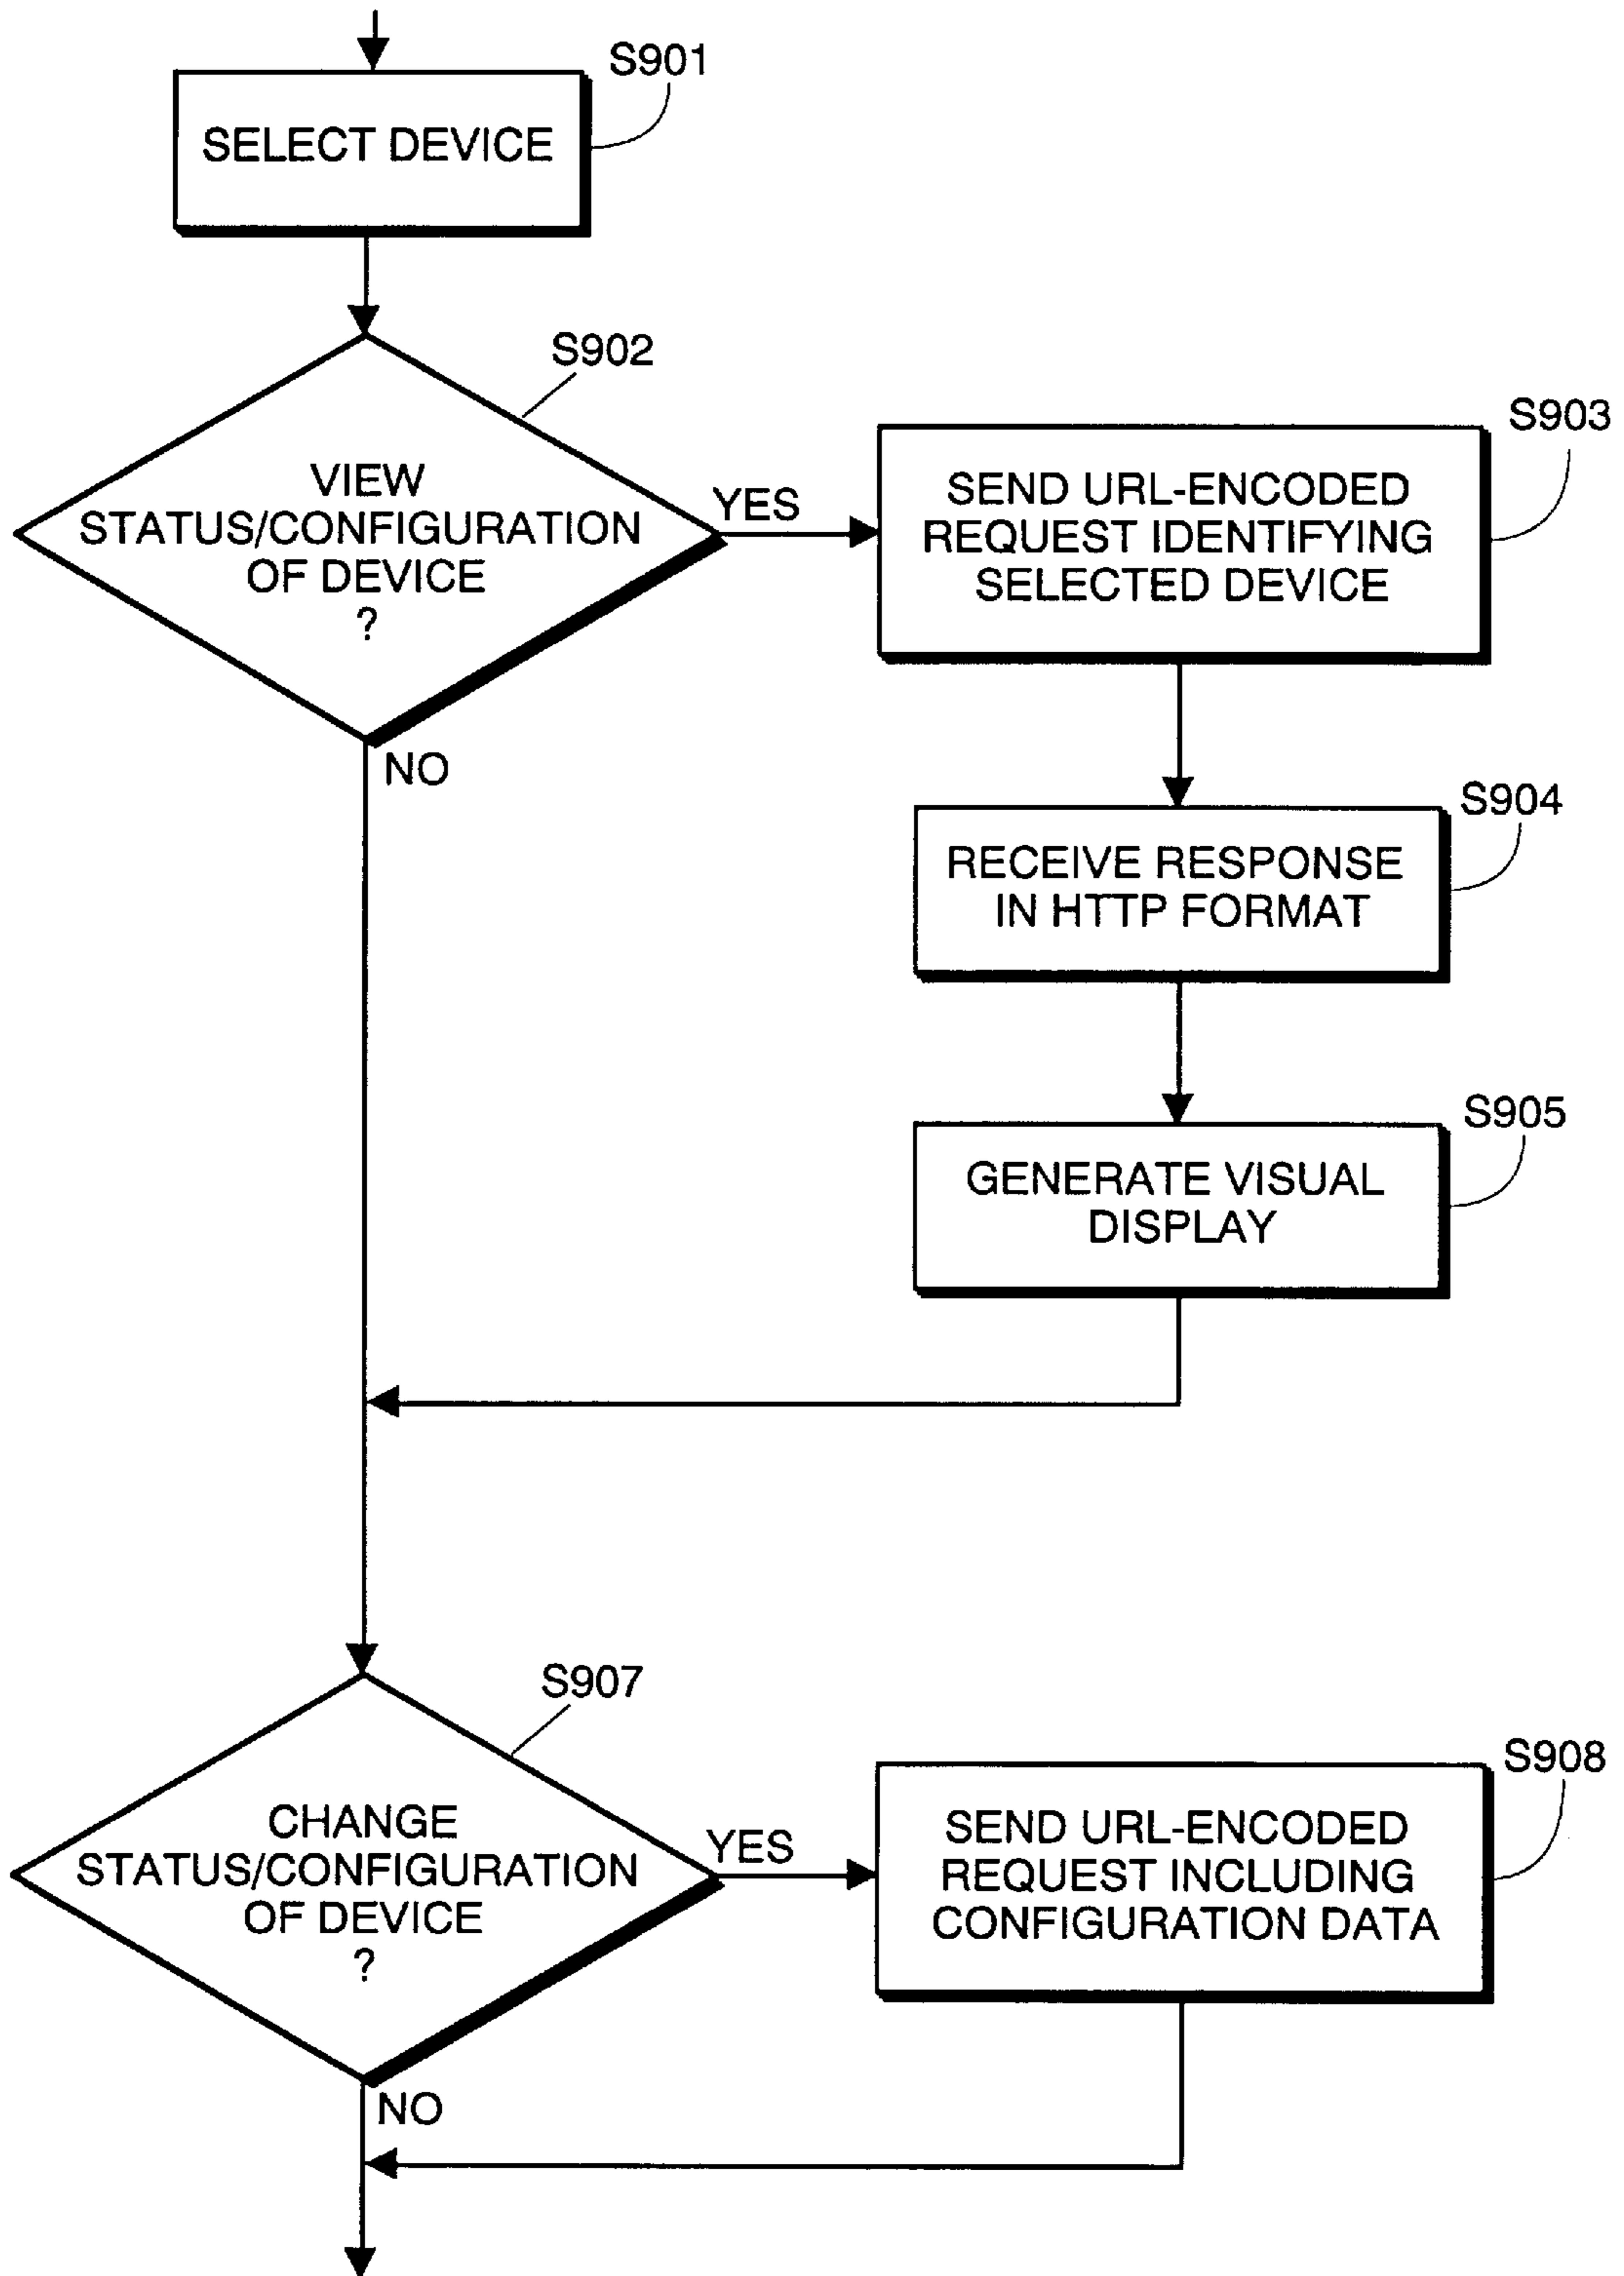 S901
SELECT DEVICE
S902
VIEW
STATUS/CONFIGURATION
OF DEVICE
?
YES
NO
S903
SEND URL-ENCODED
REQUEST IDENTIFYING
SELECTED DEVICE
S904
RECEIVE RESPONSE
IN HTTP FORMAT
S905
GENERATE VISUAL
DISPLAY
S907
CHANGE
STATUS/CONFIGURATION
OF DEVICE
?
YES
NO
S908
SEND URL-ENCODED
REQUEST INCLUDING
CONFIGURATION DATA